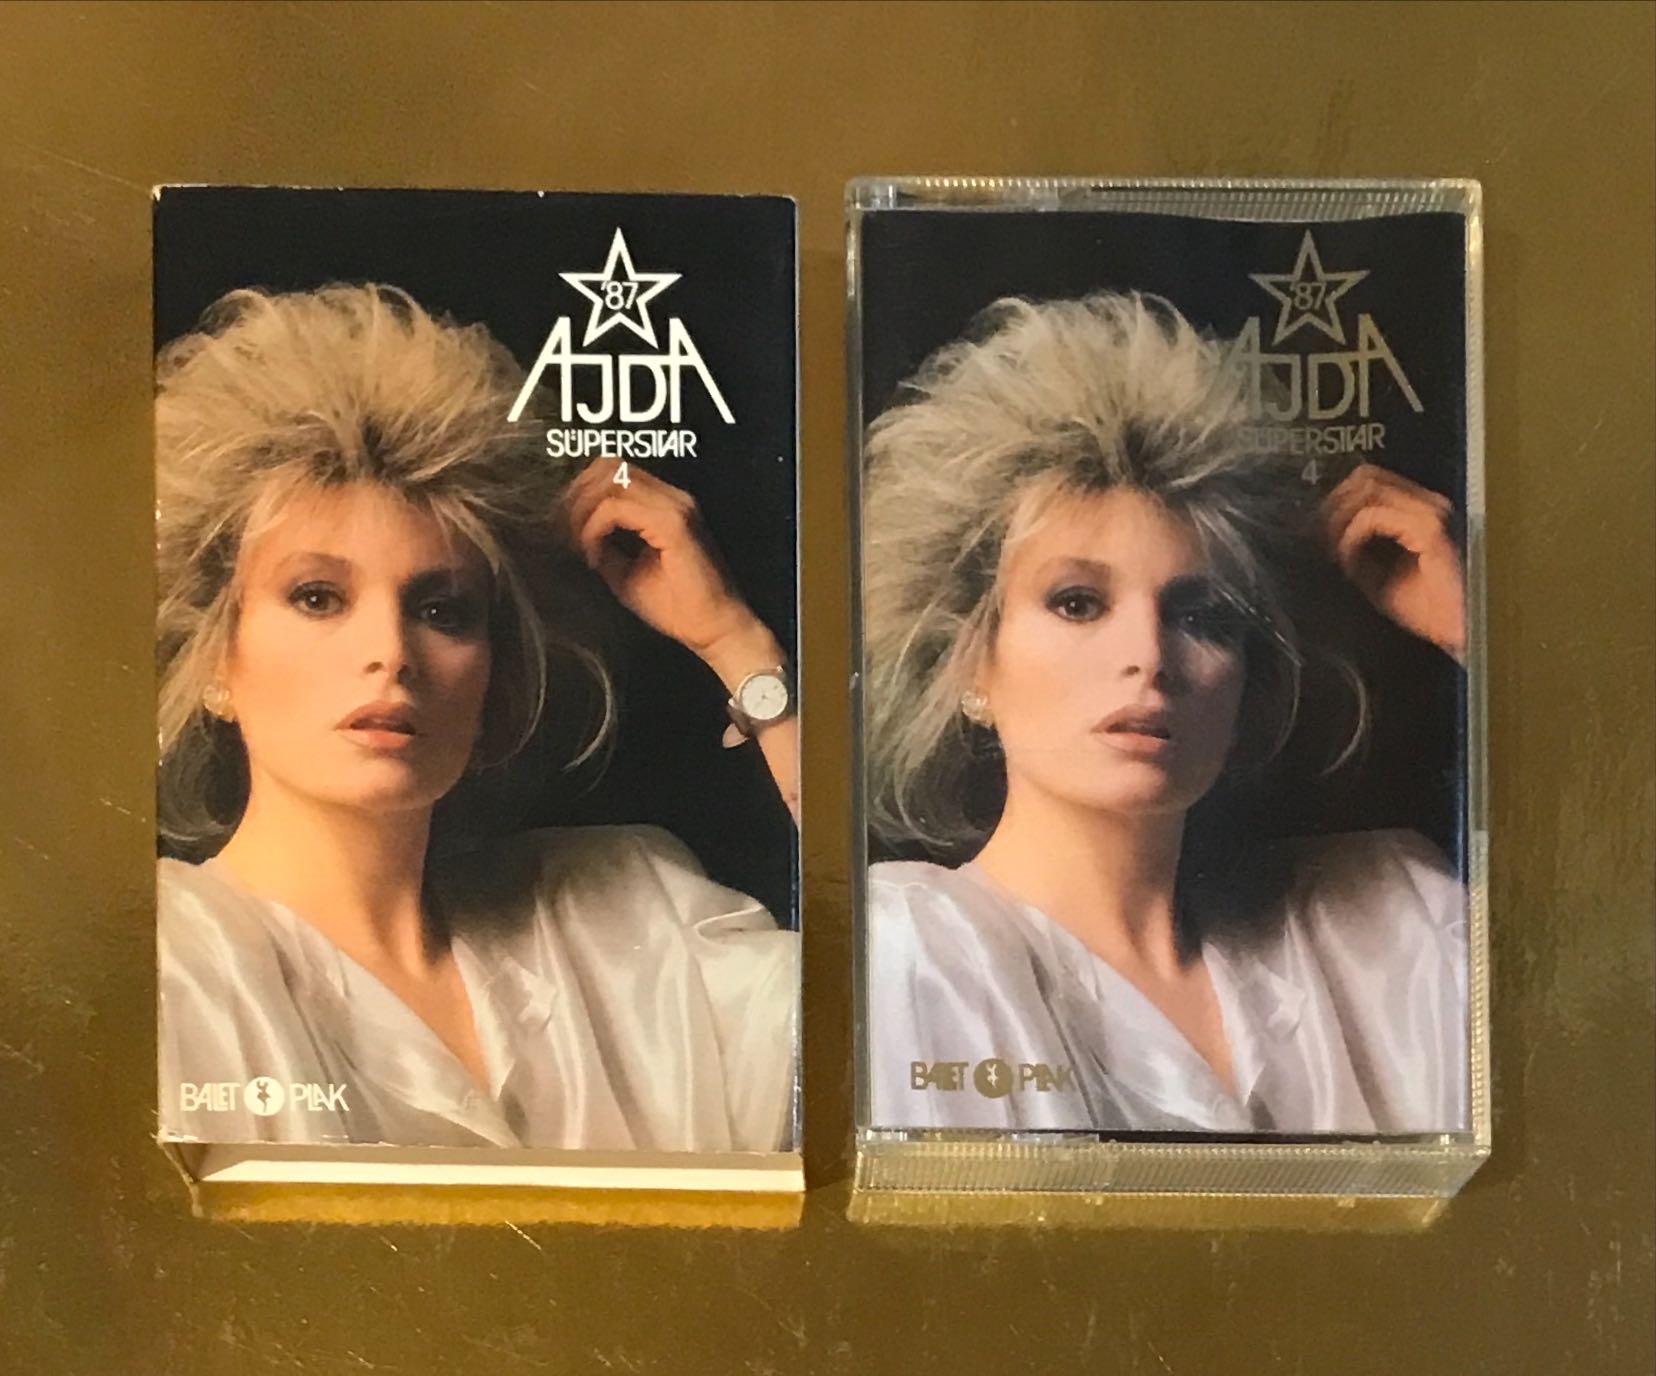 '87
AJDA
SÜPERSTAR
4
BALET PLAK
'87
AJDA
SÜPERSTAR
4
BALET PLAK